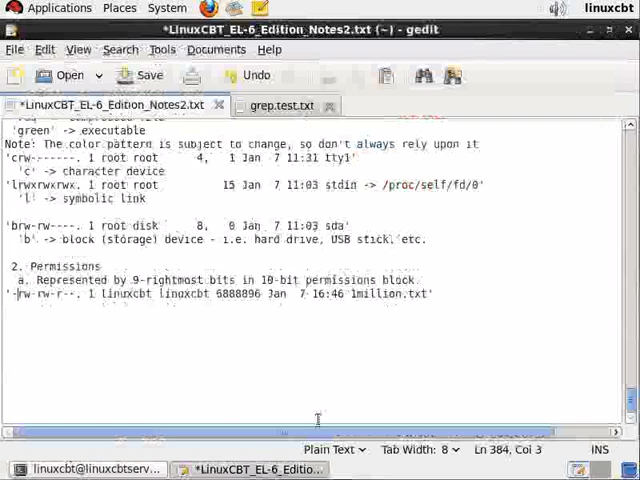 Applications Places System linuxcbt
*LinuxCBT_EL-6_Edition_Notes2.txt (~) - gedit
File Edit View Search Tools Documents Help
Open Save Undo
*LinuxCBT_EL-6_Edition_Notes2.txt grep.test.txt
'green' -> executable
Note: The color pattern is subject to change, so don't always rely upon it
'crw-------. 1 root root 4, 1 Jan 7 11:31 tty1'
'c' -> character device
'lrwxrwxrwx. 1 root root 15 Jan 7 11:03 stdin -> /proc/self/fd/0'
'l' -> symbolic link
'brw-rw----. 1 root disk 8, 0 Jan 7 11:03 sda'
'b' -> block (storage) device - i.e. hard drive, USB stick, etc.
2. Permissions
a. Represented by 9-rightmost bits in 10-bit permissions block.
'-rw-rw-r--. 1 linuxcbt linuxcbt 6888896 Jan 7 16:46 1million.txt'
Plain Text Tab Width: 8 Ln 384, Col 3 INS
linuxcbt@linuxcbtserv... *LinuxCBT_EL-6_Editio...